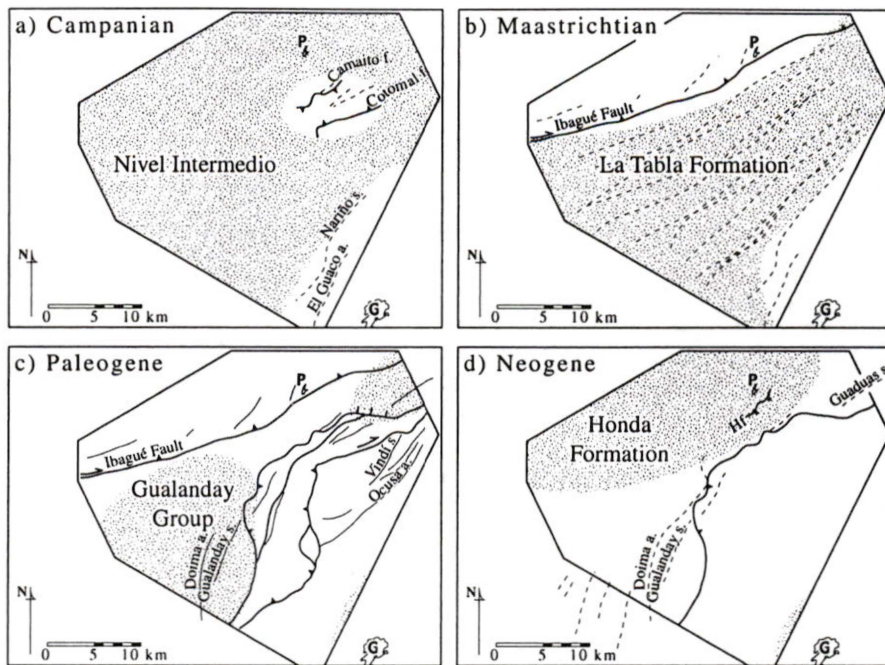 a) Campanian
P
Camaito f.
Cotomal f.
Nivel Intermedio
Nariño s.
El Guaco a.
N
0 5 10 km
G
b) Maastrichtian
P
Ibagué Fault
La Tabla Formation
N
0 5 10 km
G
c) Paleogene
P
Ibagué Fault
Vindi s.
Ocusa a.
Gualanday
Group
Doima a.
Gualanday s.
N
0 5 10 km
G
d) Neogene
P
Guaduas s.
Hf
Honda
Formation
Doima a.
Gualanday s.
N
0 5 10 km
G